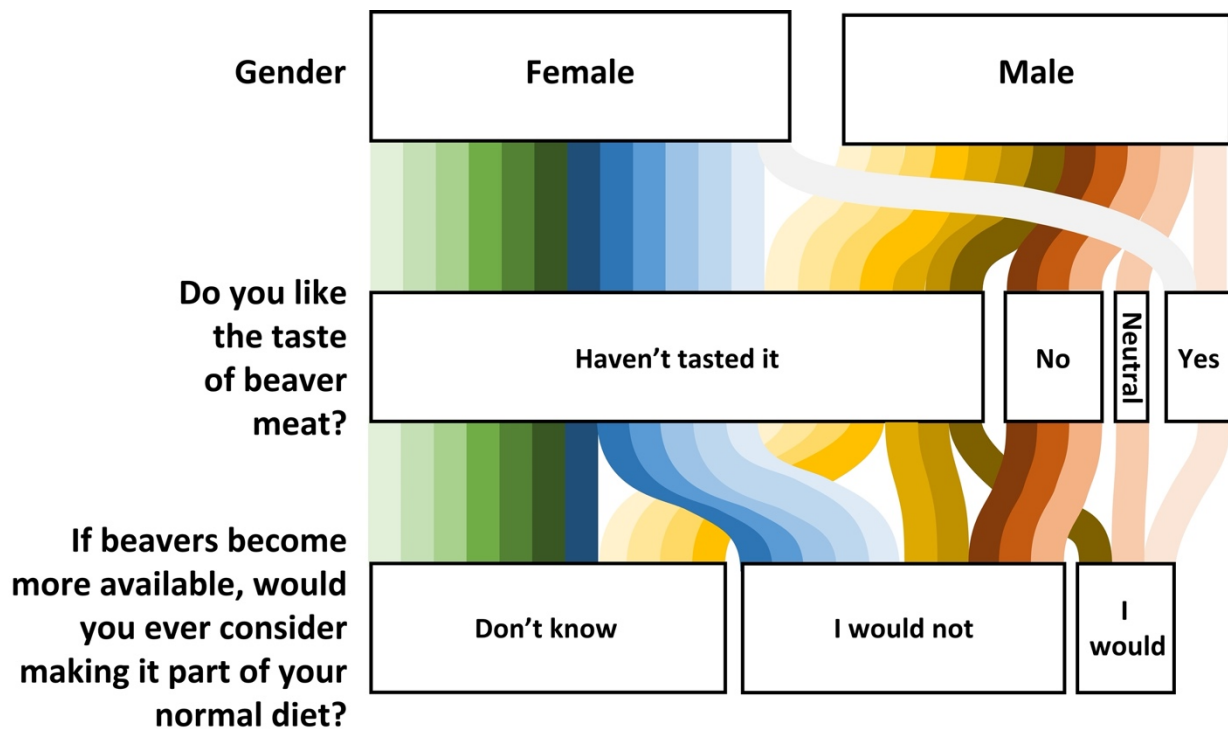 Gender
Female
Male
Do you like
the taste
of beaver
meat?
Haven't tasted it
No
Neutral
Yes
If beavers become
more available, would
you ever consider
making it part of your
normal diet?
Don't know
I would not
I
would